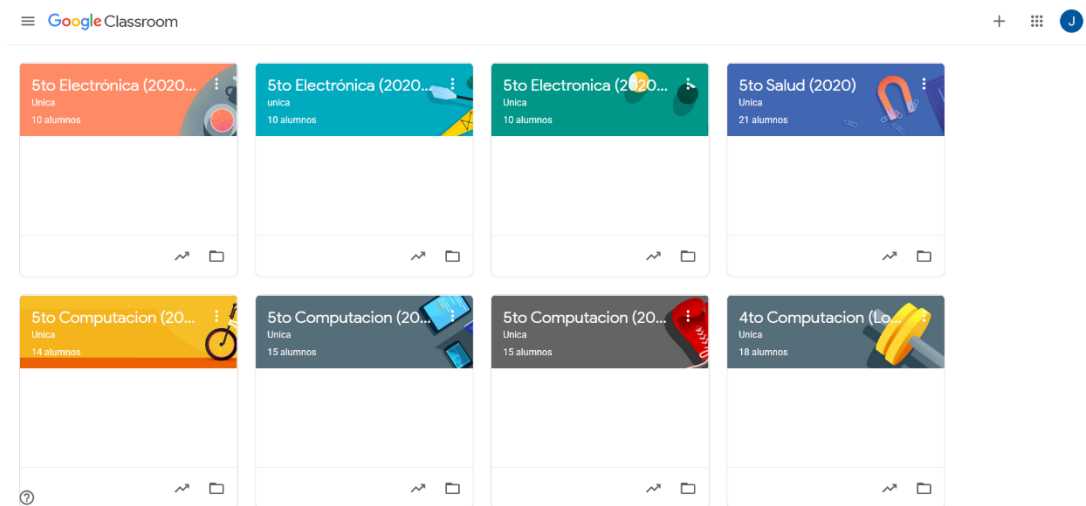 Google Classroom
J
5to Electrónica (2020...
Unica
10 alumnos
5to Electrónica (2020...
unica
10 alumnos
5to Electronica (2020...
Unica
10 alumnos
5to Salud (2020)
Unica
21 alumnos
5to Computacion (20...
Unica
14 alumnos
5to Computacion (20...
Unica
15 alumnos
5to Computacion (20...
Unica
15 alumnos
4to Computacion (Lo...
Unica
18 alumnos